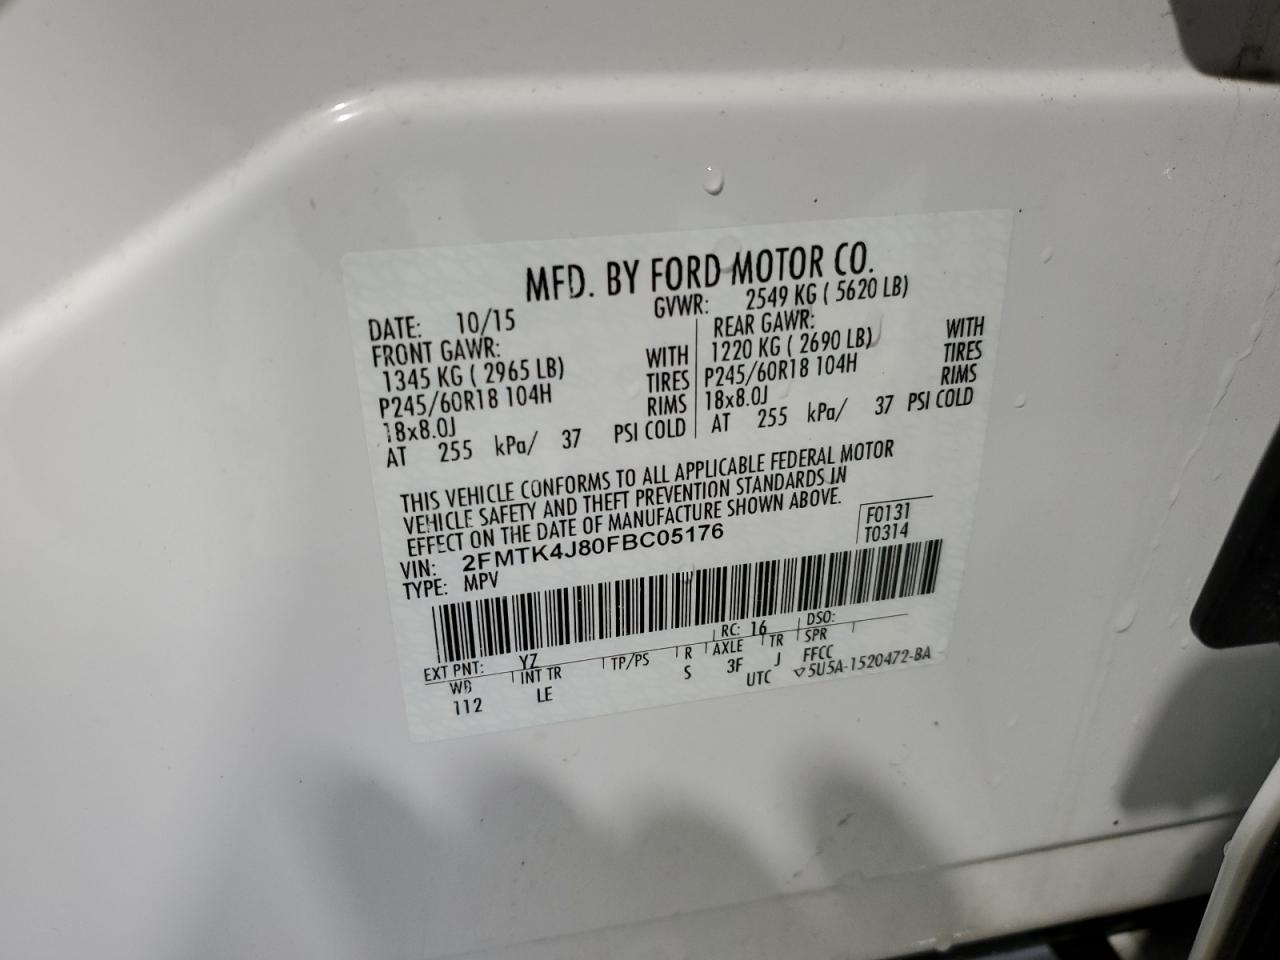 MFD. BY FORD MOTOR CO.
DATE: 10/15 GVWR: 2549 KG ( 5620 LB)
FRONT GAWR: REAR GAWR:
1345 KG ( 2965 LB) WITH 1220 KG ( 2690 LB) WITH
P245/60R18 104H TIRES P245/60R18 104H TIRES
18x8.0J RIMS 18x8.0J RIMS
AT 255 kPa/ 37 PSI COLD AT 255 kPa/ 37 PSI COLD
THIS VEHICLE CONFORMS TO ALL APPLICABLE FEDERAL MOTOR
VEHICLE SAFETY AND THEFT PREVENTION STANDARDS IN
EFFECT ON THE DATE OF MANUFACTURE SHOWN ABOVE.
VIN: 2FMTK4J80FBC05176 F0131
TYPE: MPV T0314
EXT PNT: YZ RC: 16 DSO:
WB INT TR TP/PS R AXLE TR SPR
112 LE S 3F J FFCC
UTC ▽5U5A-1520472-BA